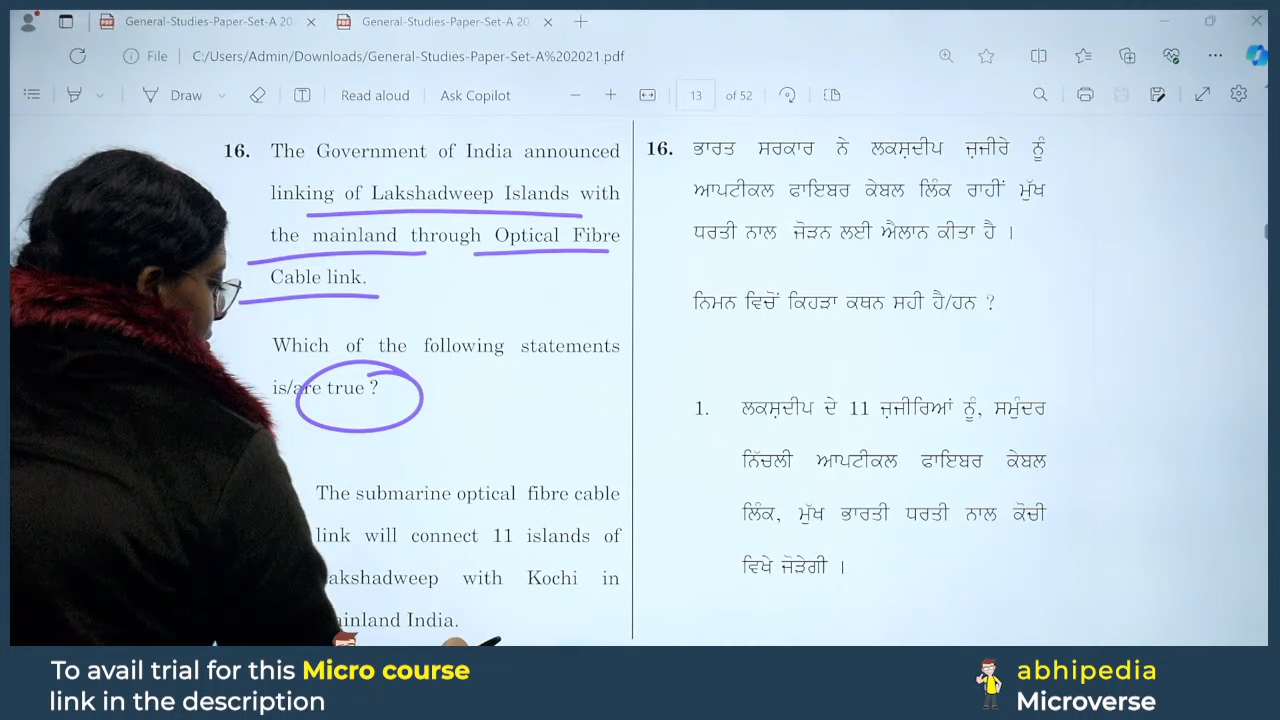 General-Studies-Paper-Set-A 20
General-Studies-Paper-Set-A 20
File C:/Users/Admin/Downloads/General-Studies-Paper-Set-A%202021.pdf
Draw
Read aloud
Ask Copilot
13 of 52
16. The Government of India announced
linking of Lakshadweep Islands with
the mainland through Optical Fibre
Cable link.
Which of the following statements
is/are true ?
The submarine optical fibre cable
link will connect 11 islands of
akshadweep with Kochi in
ainland India.
16. ਭਾਰਤ ਸਰਕਾਰ ਨੇ ਲਕਸ਼ਦੀਪ ਜ਼ਜੀਰੇ ਨੂੰ
ਆਪਟੀਕਲ ਫਾਇਬਰ ਕੇਬਲ ਲਿੰਕ ਰਾਹੀਂ ਮੁੱਖ
ਧਰਤੀ ਨਾਲ ਜੋੜਨ ਲਈ ਐਲਾਨ ਕੀਤਾ ਹੈ ।
ਨਿਮਨ ਵਿਚੋਂ ਕਿਹੜਾ ਕਥਨ ਸਹੀ ਹੈ/ਹਨ ?
1. ਲਕਸ਼ਦੀਪ ਦੇ 11 ਜ਼ਜੀਰਿਆਂ ਨੂੰ, ਸਮੁੰਦਰ
ਨਿੱਚਲੀ ਆਪਟੀਕਲ ਫਾਇਬਰ ਕੇਬਲ
ਲਿੰਕ, ਮੁੱਖ ਭਾਰਤੀ ਧਰਤੀ ਨਾਲ ਕੋਚੀ
ਵਿਖੇ ਜੋੜੇਗੀ ।
To avail trial for this Micro course
link in the description
abhipedia
Microverse